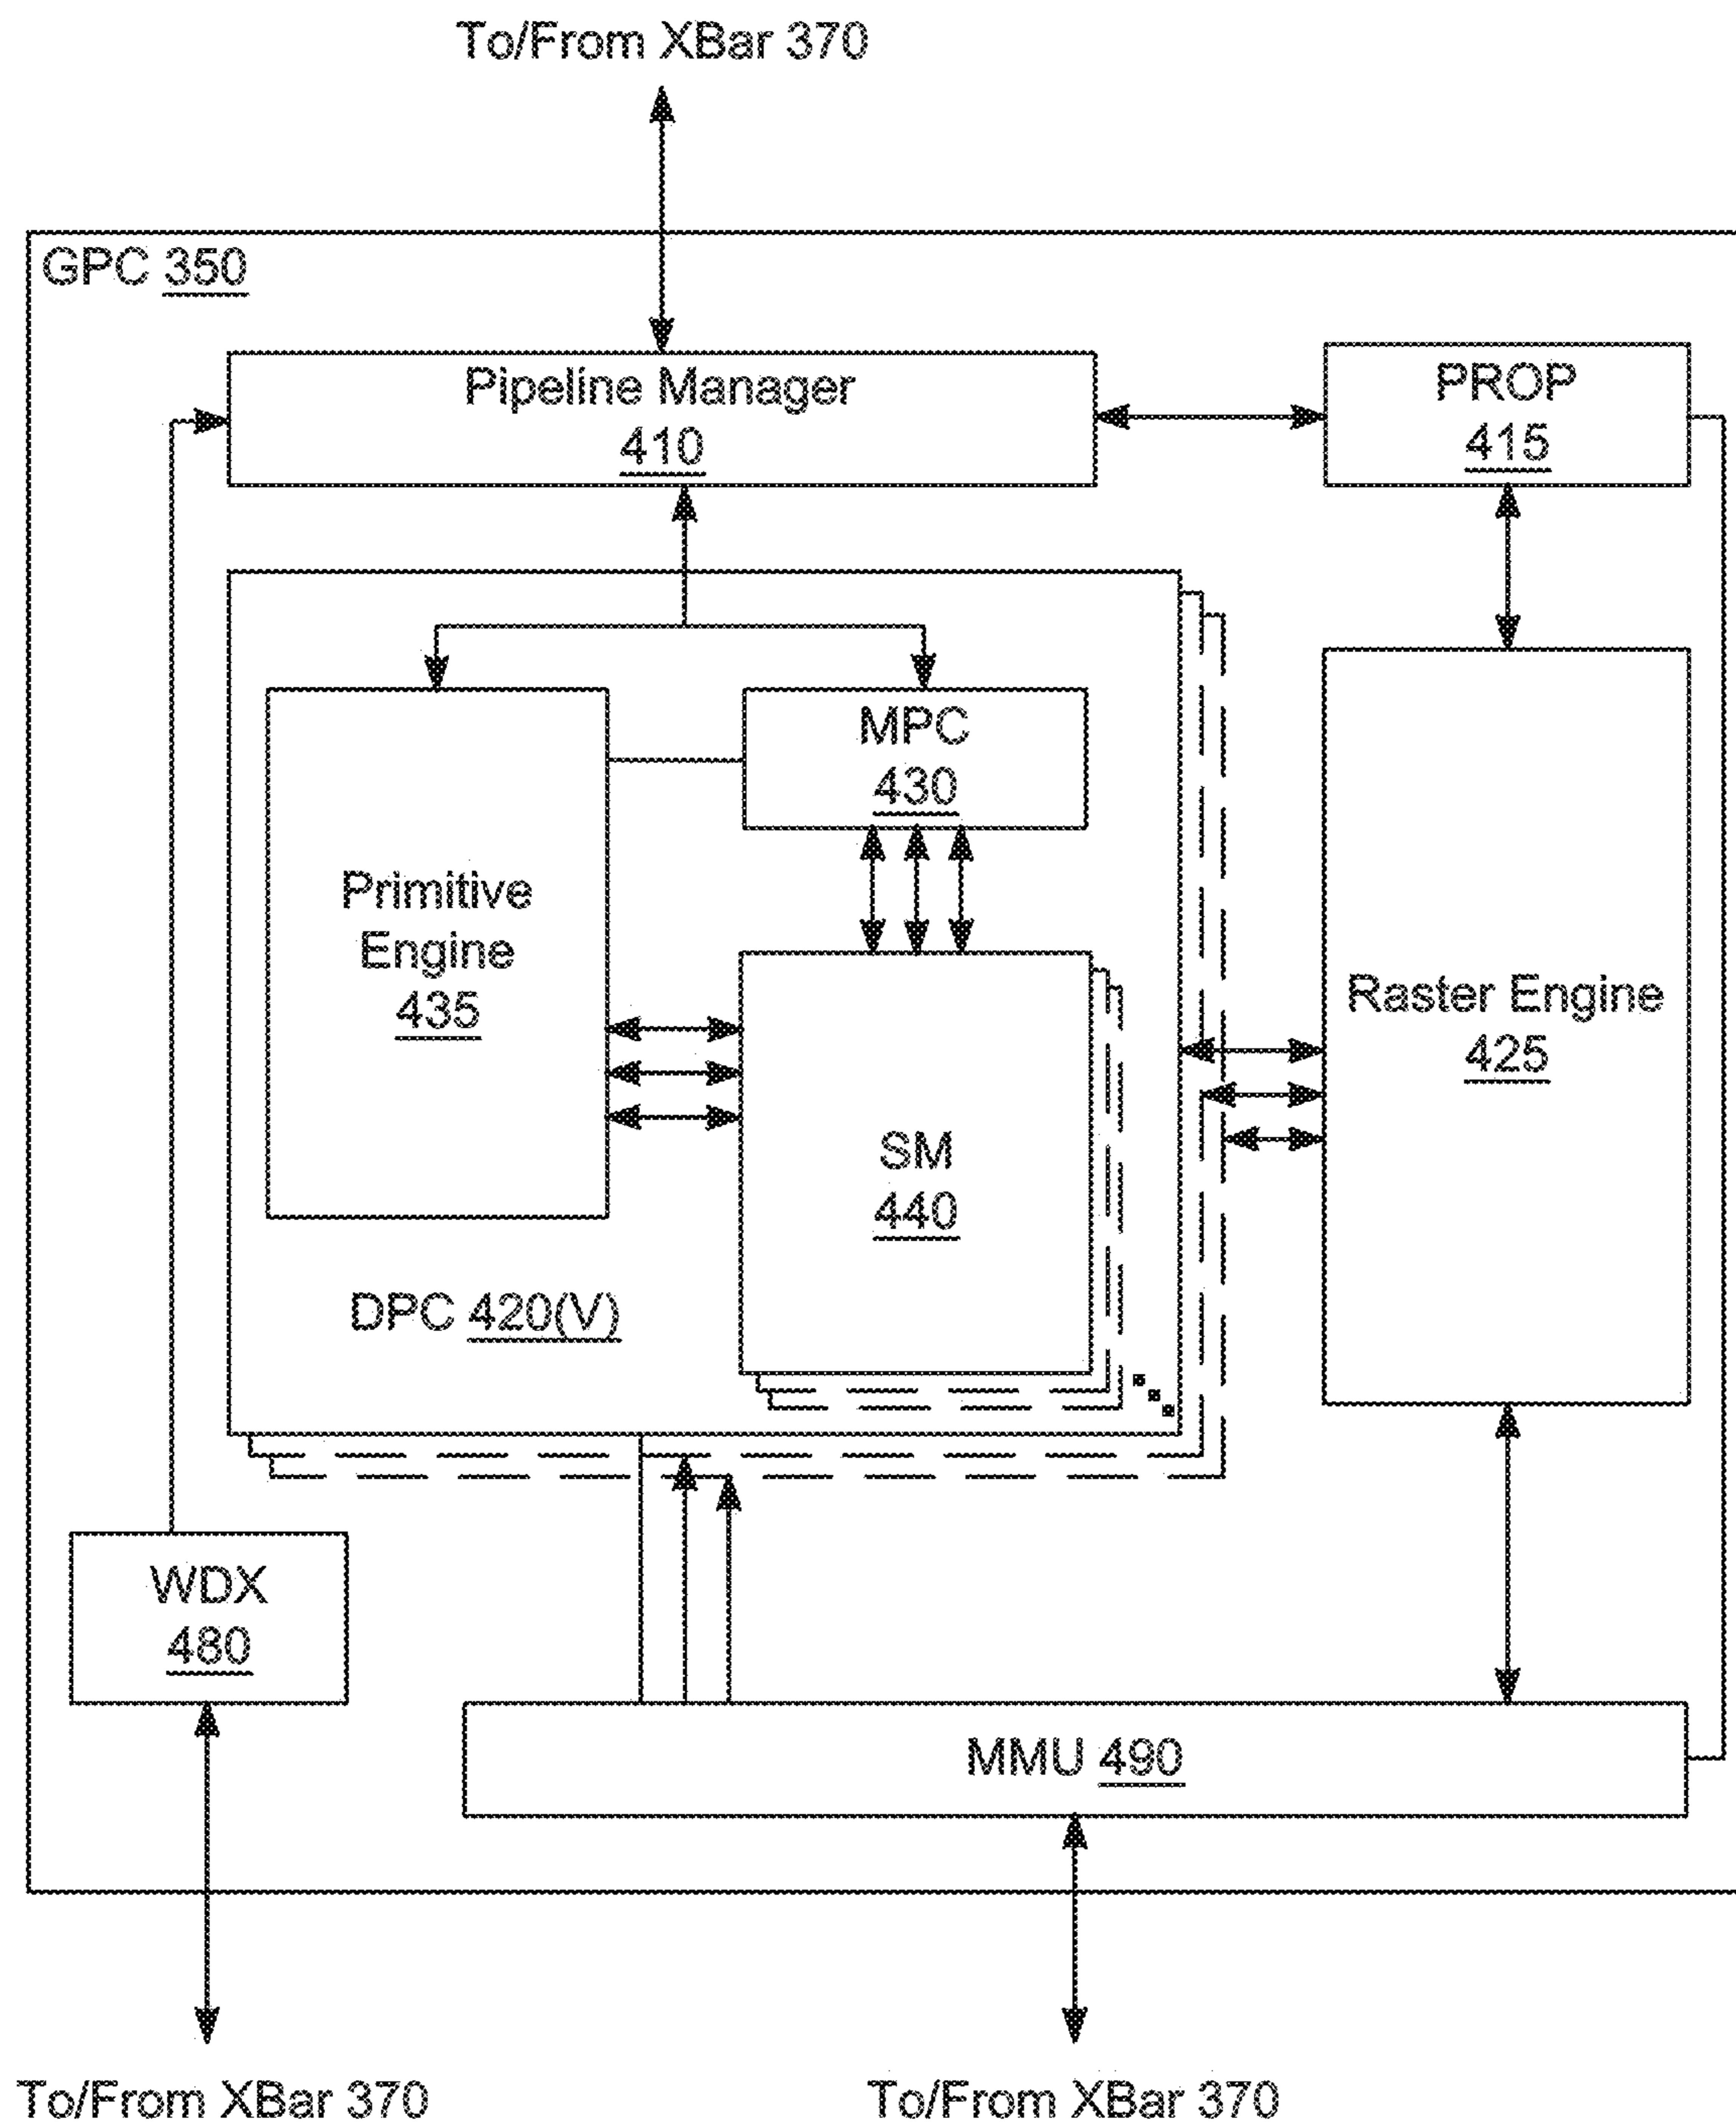 To/From XBar 370
GPC 350
Pipeline Manager
410
PROP
415
MPC
430
Primitive
Engine
435
Raster Engine
425
SM
440
DPC 420(V)
WDX
480
MMU 490
To/From XBar 370
To/From XBar 370